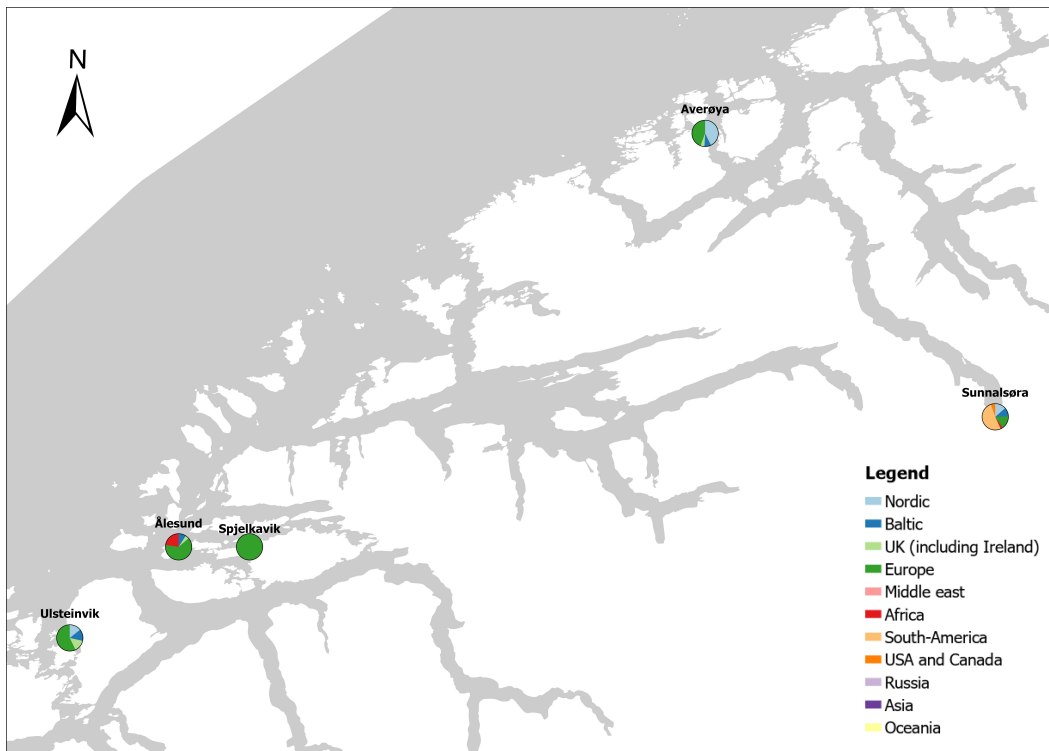 N
Averøya
Sunnalsøra
Legend
Nordic
Baltic
UK (including Ireland)
Europe
Middle east
Africa
South-America
USA and Canada
Russia
Asia
Oceania
Ålesund
Spjelkavik
Ulsteinvik